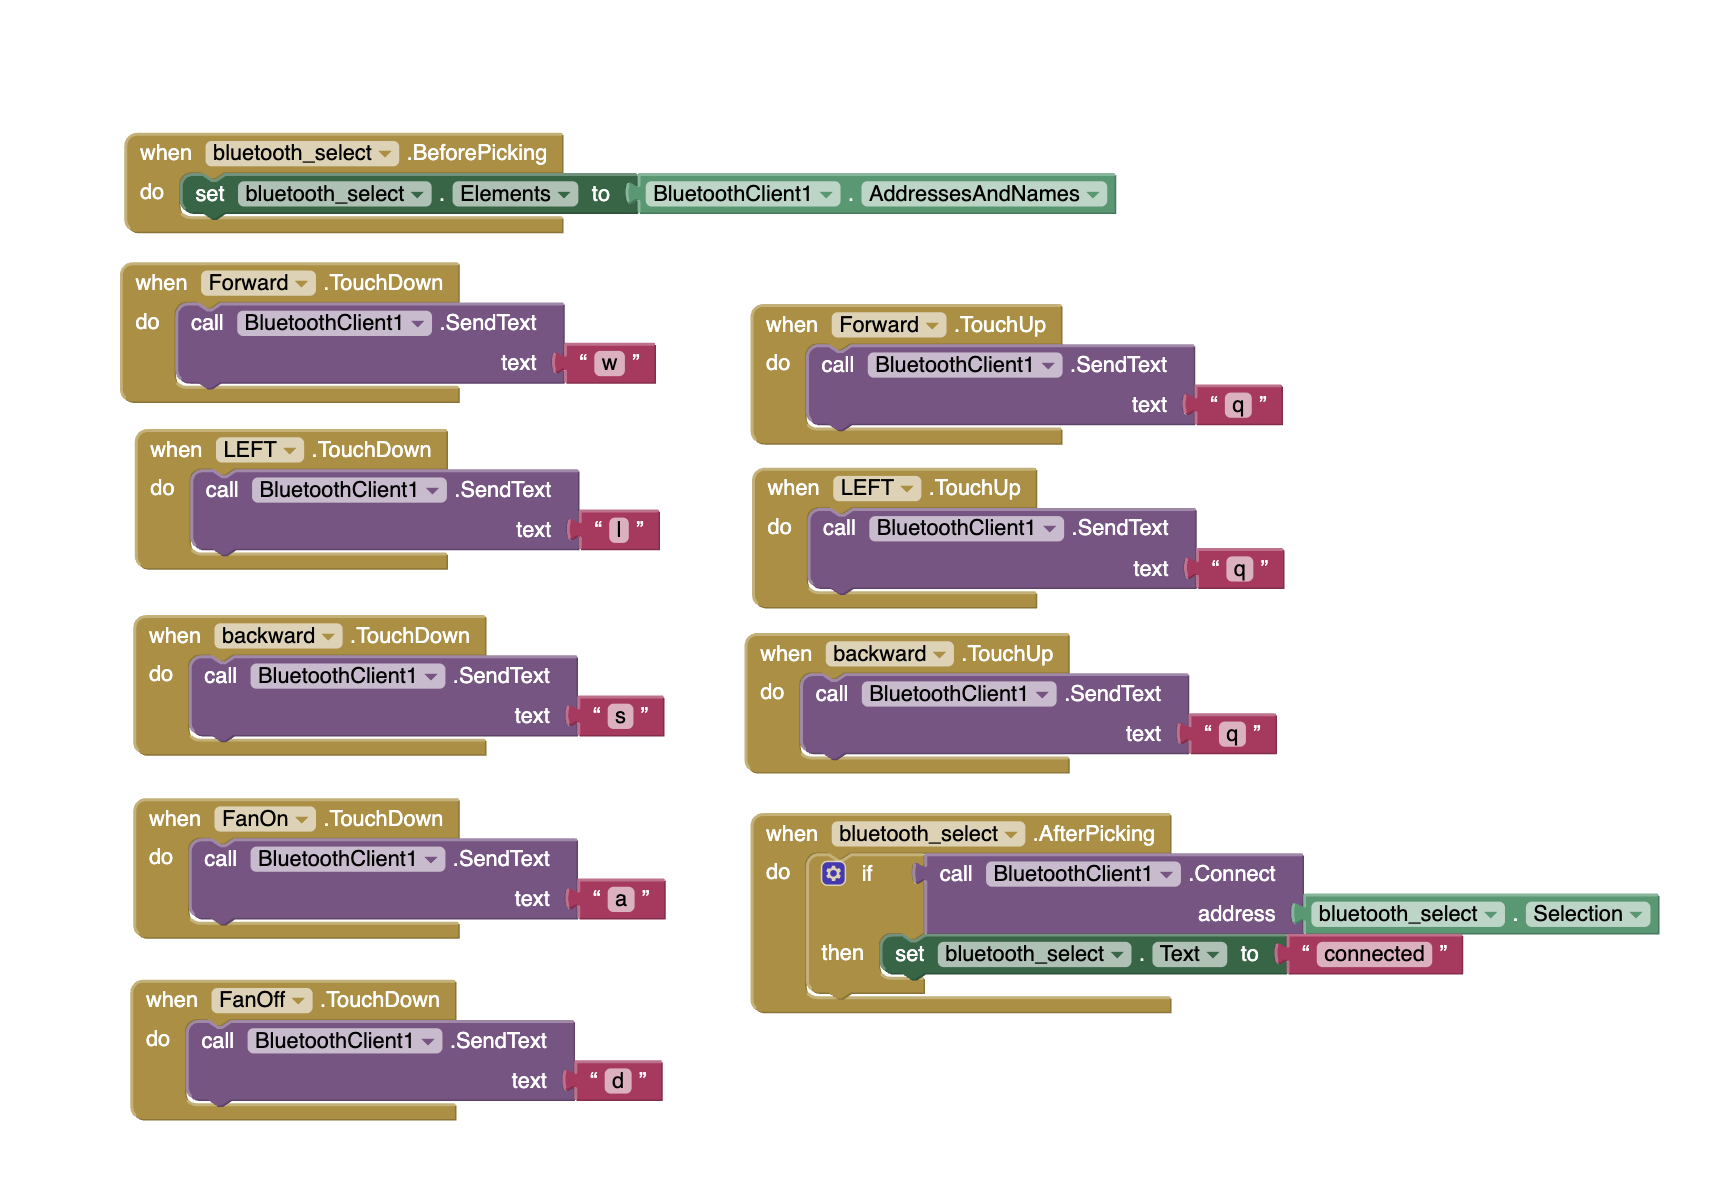 when bluetooth_select .BeforePicking
do set bluetooth_select . Elements to BluetoothClient1 . AddressesAndNames
when Forward .TouchDown
do call BluetoothClient1 .SendText
text “ w ”
when LEFT .TouchDown
do call BluetoothClient1 .SendText
text “ l ”
when backward .TouchDown
do call BluetoothClient1 .SendText
text “ s ”
when FanOn .TouchDown
do call BluetoothClient1 .SendText
text “ a ”
when FanOff .TouchDown
do call BluetoothClient1 .SendText
text “ d ”
when Forward .TouchUp
do call BluetoothClient1 .SendText
text “ q ”
when LEFT .TouchUp
do call BluetoothClient1 .SendText
text “ q ”
when backward .TouchUp
do call BluetoothClient1 .SendText
text “ q ”
when bluetooth_select .AfterPicking
do if call BluetoothClient1 .Connect
address bluetooth_select . Selection
then set bluetooth_select . Text to “ connected ”